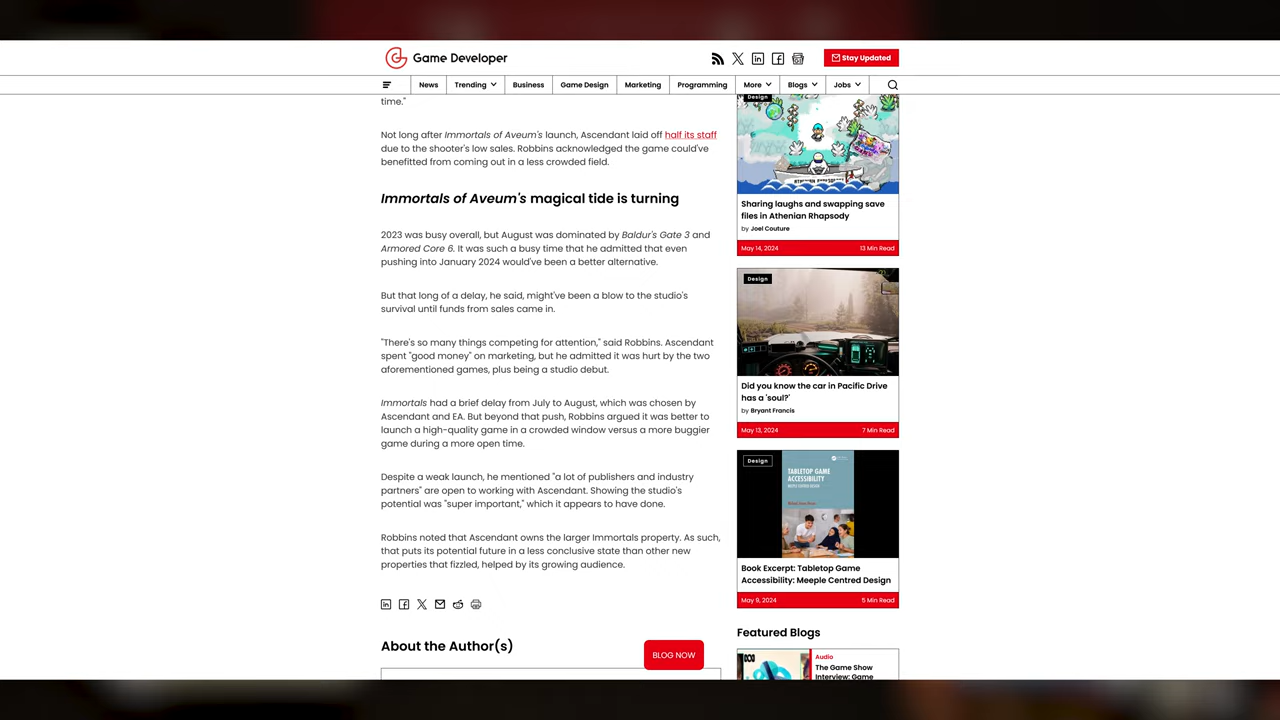 Game Developer
Stay Updated
News
Trending
Business
Game Design
Marketing
Programming
More
Blogs
Jobs
time."
Not long after Immortals of Aveum's launch, Ascendant laid off half its staff
due to the shooter's low sales. Robbins acknowledged the game could've
benefitted from coming out in a less crowded field.
Immortals of Aveum's magical tide is turning
2023 was busy overall, but August was dominated by Baldur's Gate 3 and
Armored Core 6. It was such a busy time that he admitted that even
pushing into January 2024 would've been a better alternative.
But that long of a delay, he said, might've been a blow to the studio's
survival until funds from sales came in.
"There's so many things competing for attention," said Robbins. Ascendant
spent "good money" on marketing, but he admitted it was hurt by the two
aforementioned games, plus being a studio debut.
Immortals had a brief delay from July to August, which was chosen by
Ascendant and EA. But beyond that push, Robbins argued it was better to
launch a high-quality game in a crowded window versus a more buggier
game during a more open time.
Despite a weak launch, he mentioned "a lot of publishers and industry
partners" are open to working with Ascendant. Showing the studio's
potential was "super important," which it appears to have done.
Robbins noted that Ascendant owns the larger Immortals property. As such,
that puts its potential future in a less conclusive state than other new
properties that fizzled, helped by its growing audience.
About the Author(s)
BLOG NOW
Design
Sharing laughs and swapping save
files in Athenian Rhapsody
by Joel Couture
May 14, 2024
13 Min Read
Design
Did you know the car in Pacific Drive
has a 'soul?'
by Bryant Francis
May 13, 2024
7 Min Read
Design
TABLETOP GAME
ACCESSIBILITY
Book Excerpt: Tabletop Game
Accessibility: Meeple Centred Design
May 9, 2024
5 Min Read
Featured Blogs
Audio
The Game Show
Interview: Game